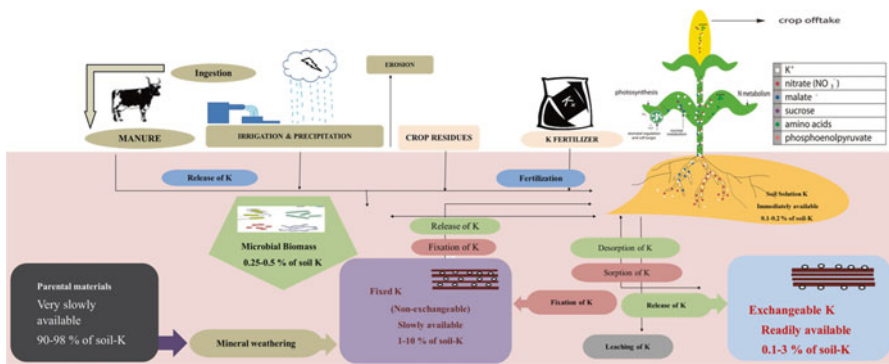 crop offtake
EROSION
Ingestion
K+
nitrate (NO3-)
malate-
sucrose
amino acids
phosphoenolpyruvate
photosynthesis
N metabolism
K
MANURE
IRRIGATION & PRECIPITATION
CROP RESIDUES
K FERTILIZER
Release of K
Fertilization
Soil Solution K
Immediately available
0.1-0.2 % of soil-K
Microbial Biomass
0.25-0.5 % of soil K
Release of K
Fixation of K
Desorption of K
Sorption of K
Parental materials
Very slowly
available
90-98 % of soil-K
Mineral weathering
Fixed K
(Non-exchangeable)
Slowly available
1-10 % of soil-K
Fixation of K
Release of K
Leaching of K
Exchangeable K
Readily available
0.1-3 % of soil-K